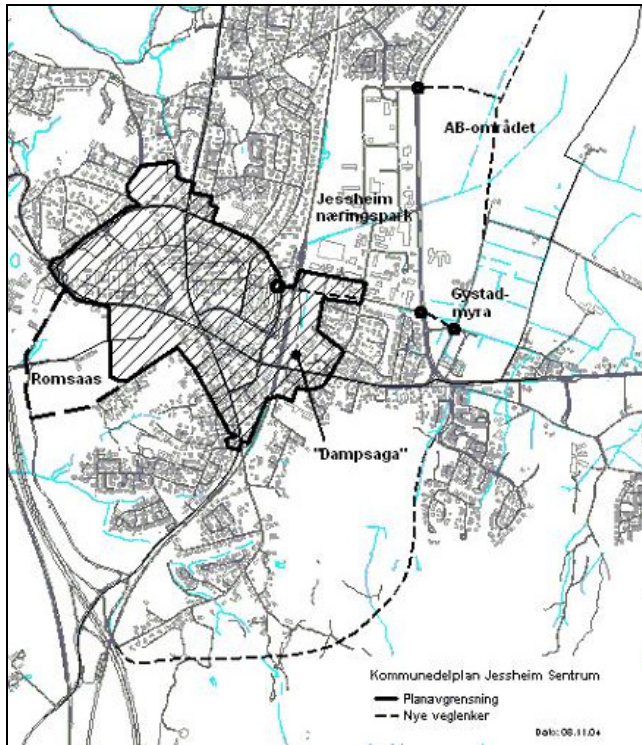 AB-området
Jessheim
næringspark
Gystad-
myra
Romsaas
"Dampsaga"
Kommunedelplan Jessheim Sentrum
Planavgrensning
Nye veglenker
Dato: 08.11.04